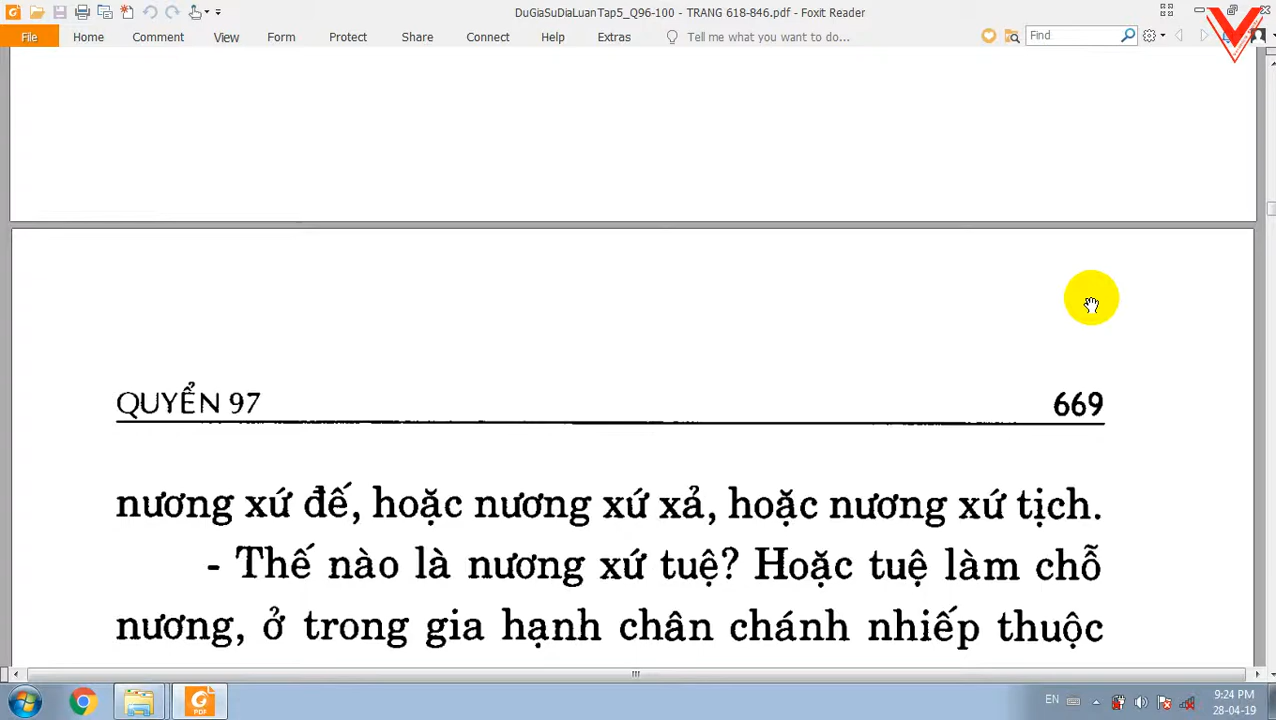 DuGiaSuDiaLuanTap5_Q96-100 - TRANG 618-846.pdf - Foxit Reader
File Home Comment View Form Protect Share Connect Help Extras Tell me what you want to do... Find
QUYỂN 97 669
nương xứ đế, hoặc nương xứ xả, hoặc nương xứ tịch.
- Thế nào là nương xứ tuệ? Hoặc tuệ làm chỗ
nương, ở trong gia hạnh chân chánh nhiếp thuộc
EN 9:24 PM
28-04-19